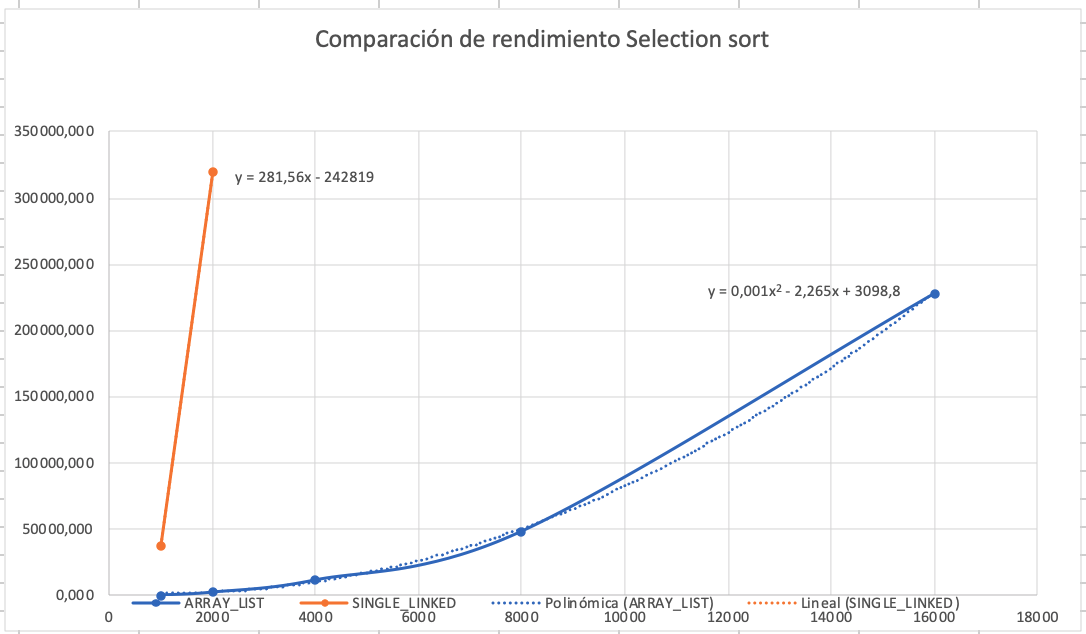 Comparación de rendimiento Selection sort
350000,000
300000,000
250000,000
200000,000
150000,000
100000,000
50000,000
0,000
y = 281,56x - 242819
y = 0,001x² - 2,265x + 3098,8
ARRAY_LIST SINGLE_LINKED Polinómica (ARRAY_LIST) Lineal (SINGLE_LINKED)
0 2000 4000 6000 8000 10000 12000 14000 16000 18000